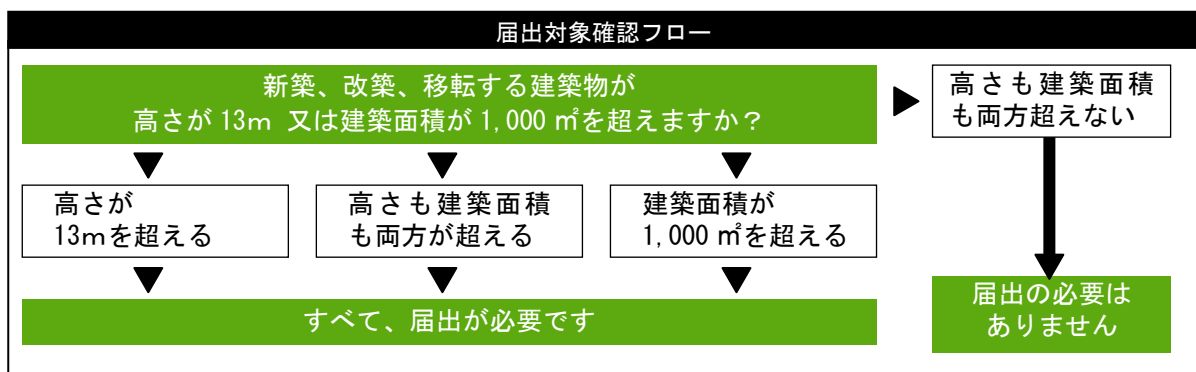 届出対象確認フロー
新築、改築、移転する建築物が
高さが 13ｍ 又は建築面積が 1,000 ㎡を超えますか？
高さも建築面積
も両方超えない
高さが
13ｍを超える
高さも建築面積
も両方が超える
建築面積が
1,000 ㎡を超える
すべて、届出が必要です
届出の必要は
ありません